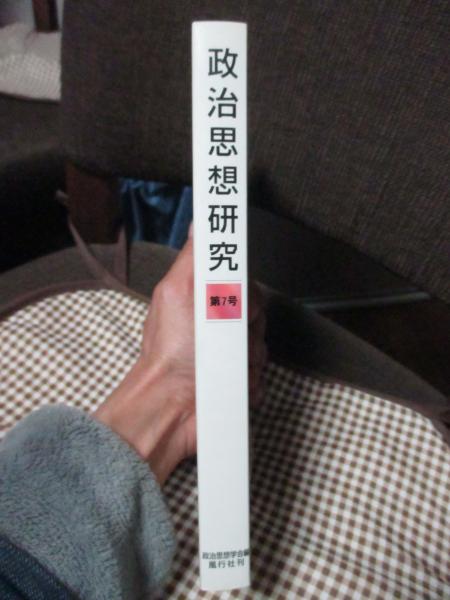 政治思想研究
第7号
政治思想学会編
風行社刊